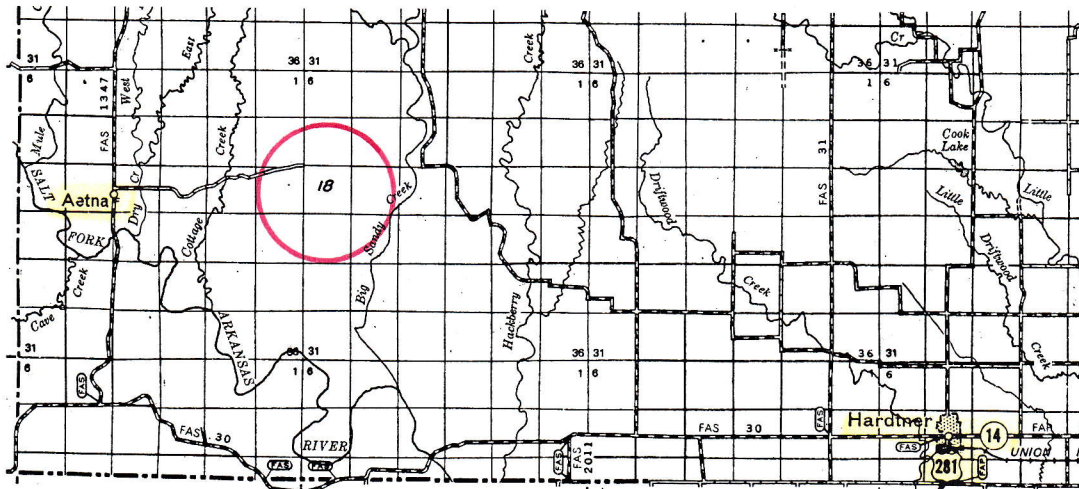 31
6
FAS 1347
West
East
Creek
36 31
1 6
Creek
36 31
1 6
Cr
36 31
1 6
Mule
Cr
Dry
SALT
Aetna
FORK
Cottage
Creek
18
Creek
Sandy
Big
Driftwood
FAS 31
Cook
Lake
Little
Little
Driftwood
Creek
Cave
Creek
31
6
ARKANSAS
36 31
1 6
Hackberry
36 31
1 6
Creek
36 31
6
FAS
FAS 30
RIVER
FAS
FAS
FAS
FAS 2011
FAS 30
FAS
Hardtner
14
FAP
FAS
281
FAP
UNION